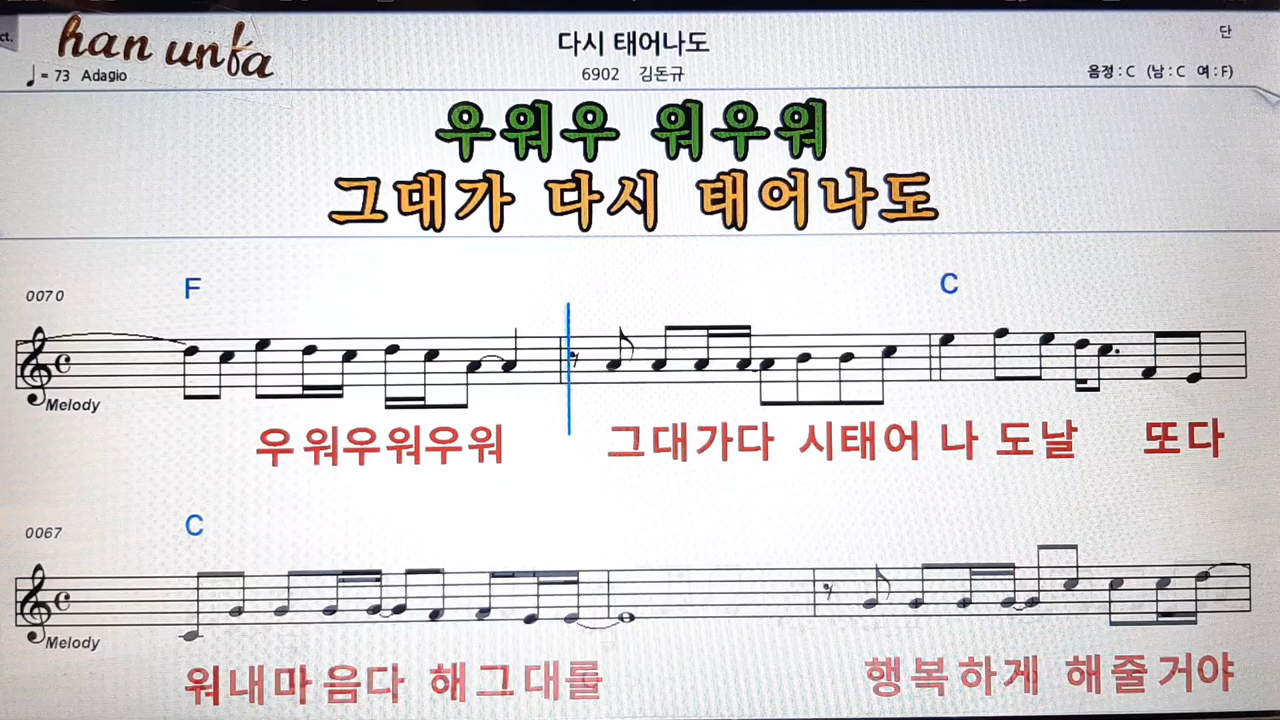 ct.
han unfa
다시 태어나도
단
♩ = 73 Adagio
6902 김돈규
음정 : C (남 : C 여 : F)
우워우 워우워
그대가 다시 태어나도
F
C
0070
Melody
우 워우워우워 그대가다 시태어 나 도날 또다
C
0067
Melody
워내마 음다 해그대를 행복하게 해줄거야